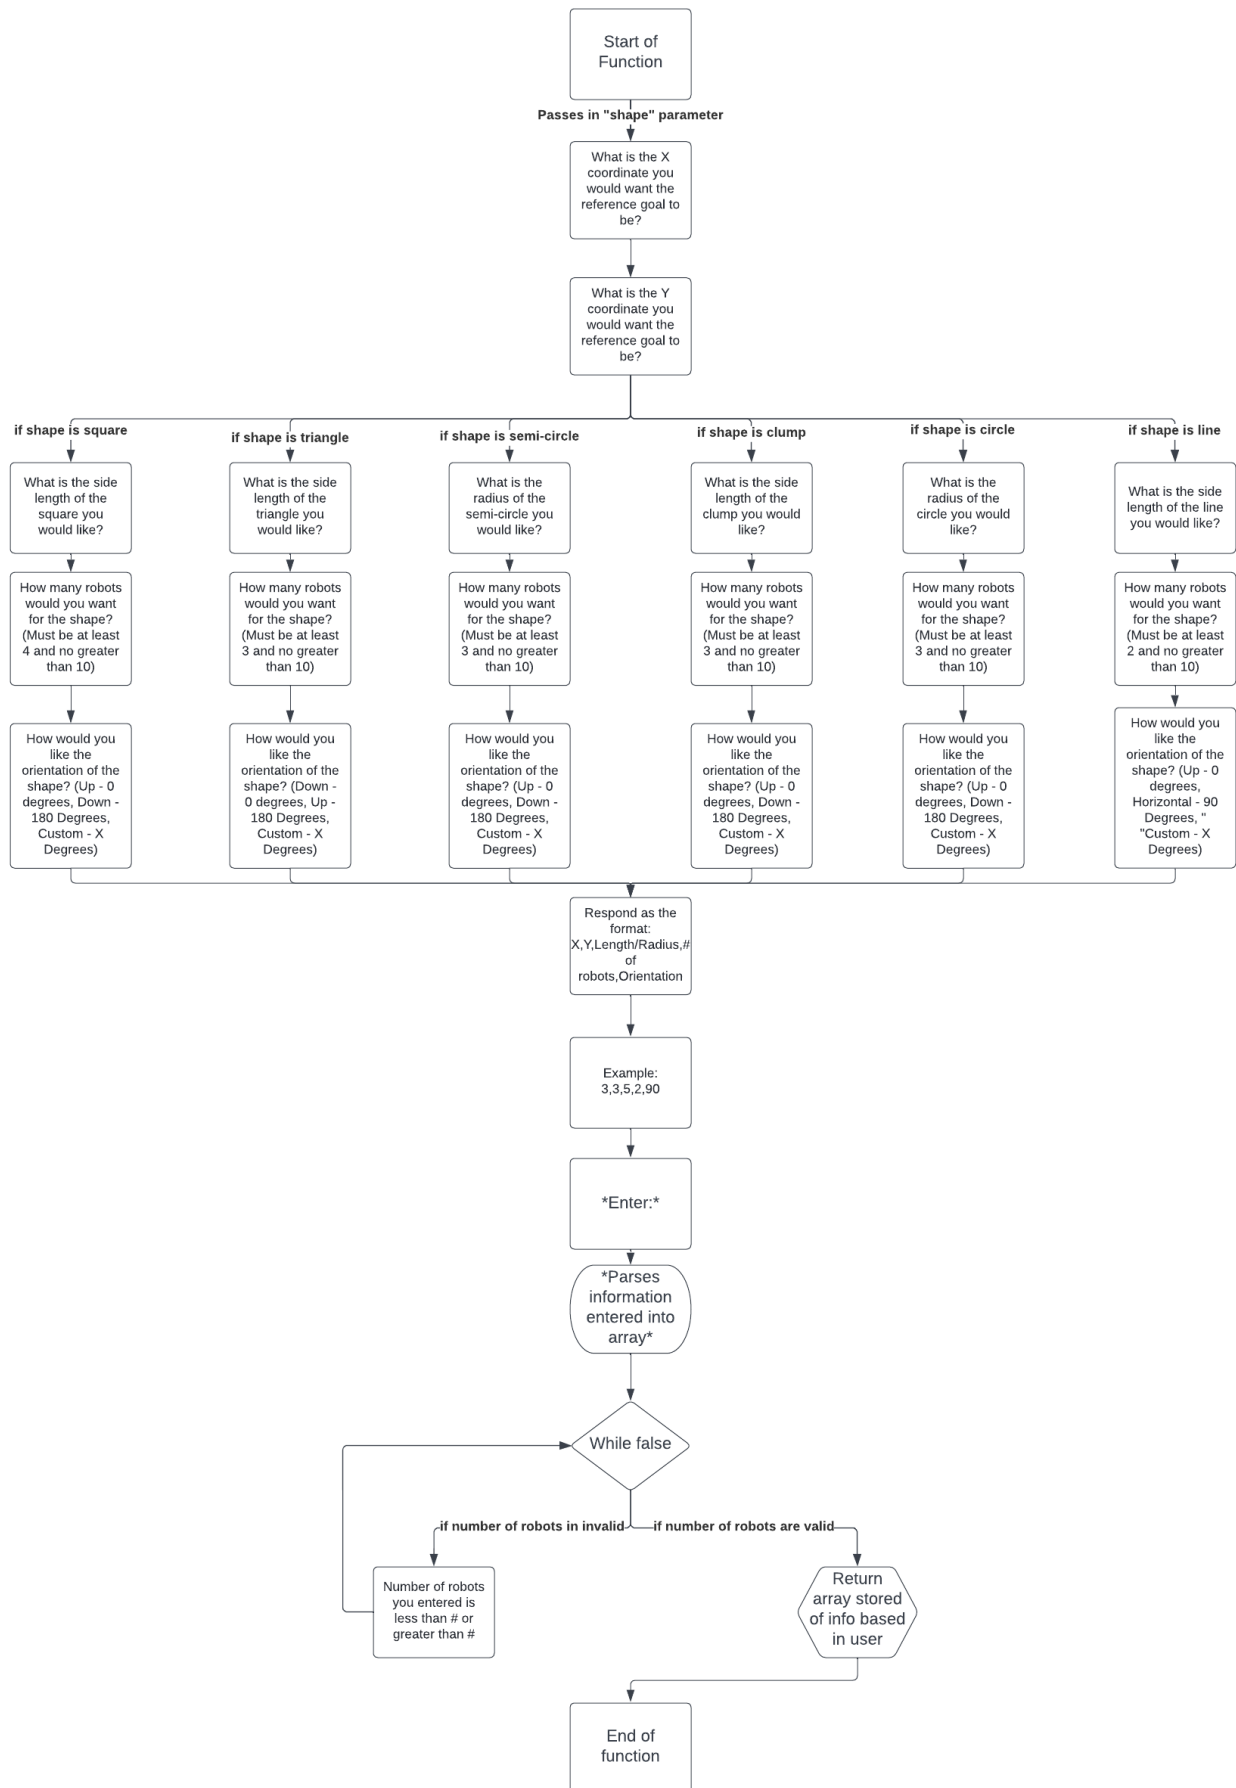 Start of
Function
Passes in "shape" parameter
What is the X
coordinate you
would want the
reference goal to
be?
What is the Y
coordinate you
would want the
reference goal to
be?
if shape is square
if shape is triangle
if shape is semi-circle
if shape is clump
if shape is circle
if shape is line
What is the side
length of the
square you
would like?
What is the side
length of the
triangle you
would like?
What is the
radius of the
semi-circle you
would like?
What is the side
length of the
clump you would
like?
What is the
radius of the
circle you would
like?
What is the side
length of the line
you would like?
How many robots
would you want
for the shape?
(Must be at least
4 and no greater
than 10)
How many robots
would you want
for the shape?
(Must be at least
3 and no greater
than 10)
How many robots
would you want
for the shape?
(Must be at least
3 and no greater
than 10)
How many robots
would you want
for the shape?
(Must be at least
3 and no greater
than 10)
How many robots
would you want
for the shape?
(Must be at least
3 and no greater
than 10)
How many robots
would you want
for the shape?
(Must be at least
2 and no greater
than 10)
How would you
like the
orientation of the
shape? (Up - 0
degrees, Down -
180 Degrees,
Custom - X
Degrees)
How would you
like the
orientation of the
shape? (Down -
0 degrees, Up -
180 Degrees,
Custom - X
Degrees)
How would you
like the
orientation of the
shape? (Up - 0
degrees, Down -
180 Degrees,
Custom - X
Degrees)
How would you
like the
orientation of the
shape? (Up - 0
degrees, Down -
180 Degrees,
Custom - X
Degrees)
How would you
like the
orientation of the
shape? (Up - 0
degrees, Down -
180 Degrees,
Custom - X
Degrees)
How would you
like the
orientation of the
shape? (Up - 0
degrees,
Horizontal - 90
Degrees, "
"Custom - X
Degrees)
Respond as the
format:
X,Y,Length/Radius,#
of
robots,Orientation
Example:
3,3,5,2,90
*Enter:*
*Parses
information
entered into
array*
While false
if number of robots in invalid
if number of robots are valid
Number of robots
you entered is
less than # or
greater than #
Return
array stored
of info based
in user
End of
function